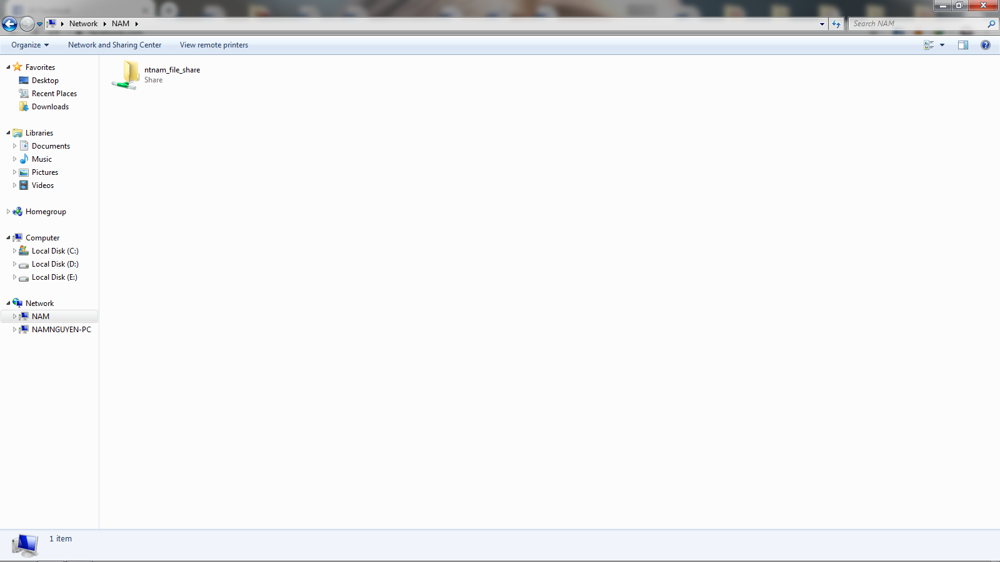 Network NAM
Search NAM
Organize Network and Sharing Center View remote printers
Favorites
Desktop
Recent Places
Downloads
Libraries
Documents
Music
Pictures
Videos
Homegroup
Computer
Local Disk (C:)
Local Disk (D:)
Local Disk (E:)
Network
NAM
NAMNGUYEN-PC
ntnam_file_share
Share
1 item